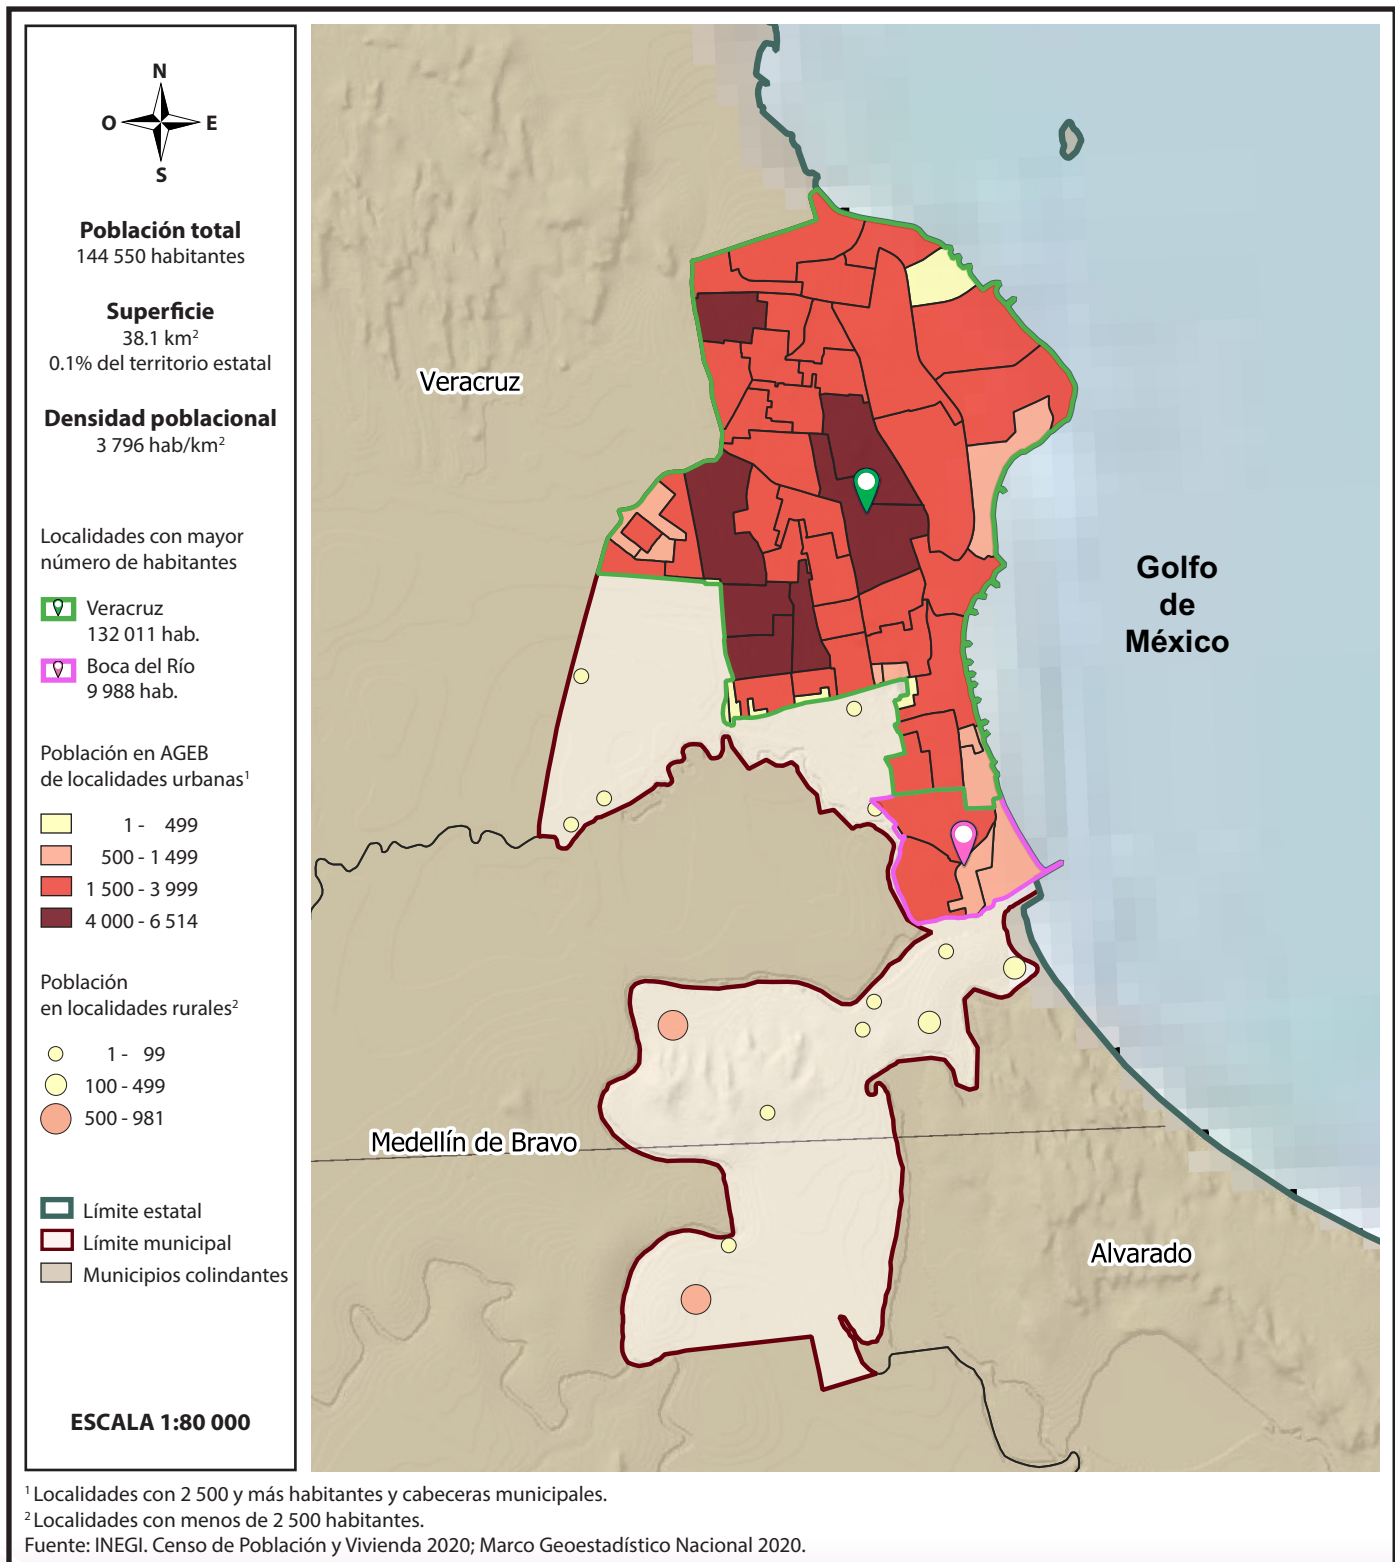 N
O
E
S
Población total
144 550 habitantes
Superficie
38.1 km²
0.1% del territorio estatal
Densidad poblacional
3 796 hab/km²
Localidades con mayor
número de habitantes
Veracruz
132 011 hab.
Boca del Río
9 988 hab.
Población en AGEB
de localidades urbanas¹
1 - 499
500 - 1 499
1 500 - 3 999
4 000 - 6 514
Población
en localidades rurales²
1 - 99
100 - 499
500 - 981
Límite estatal
Límite municipal
Municipios colindantes
ESCALA 1:80 000
Veracruz
Golfo
de
México
Medellín de Bravo
Alvarado
¹ Localidades con 2 500 y más habitantes y cabeceras municipales.
² Localidades con menos de 2 500 habitantes.
Fuente: INEGI. Censo de Población y Vivienda 2020; Marco Geoestadístico Nacional 2020.